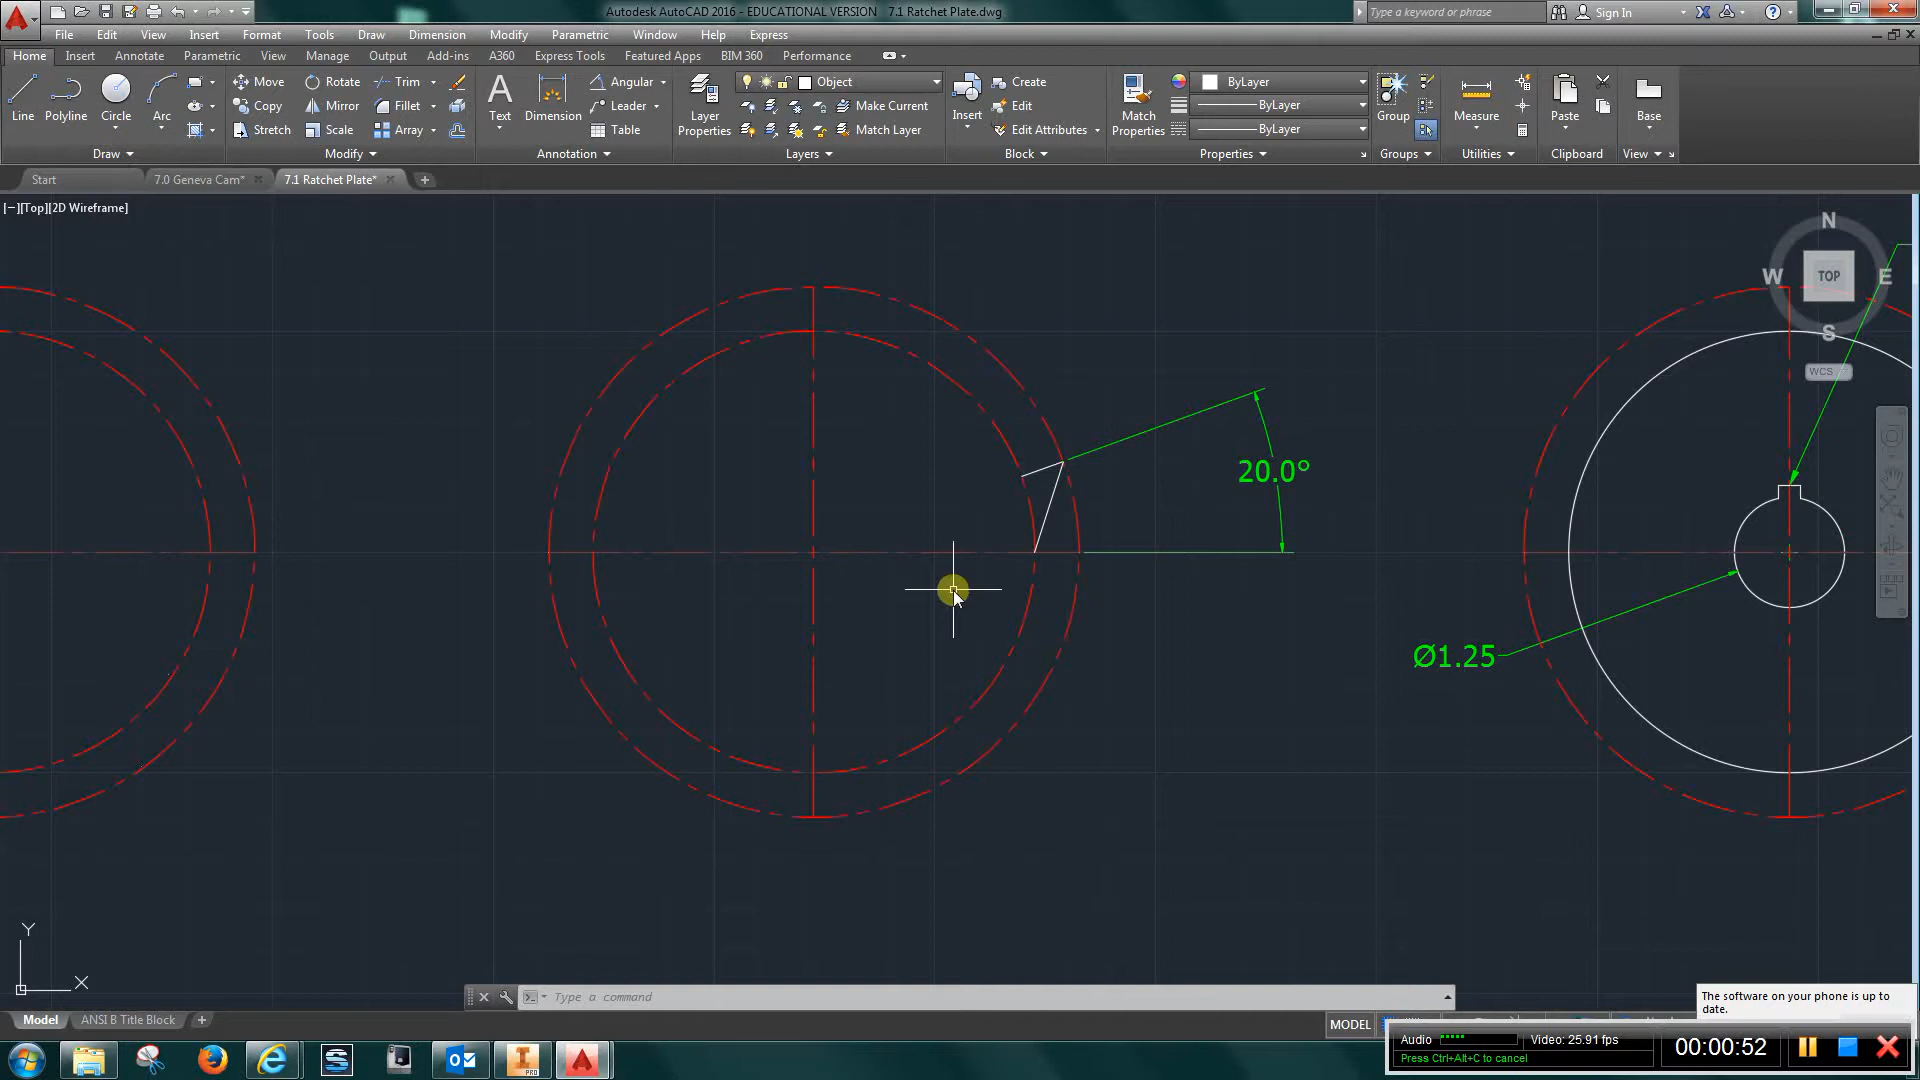 Autodesk AutoCAD 2016 - EDUCATIONAL VERSION 7.1 Ratchet Plate.dwg
Type a keyword or phrase
Sign In
File Edit View Insert Format Tools Draw Dimension Modify Parametric Window Help Express
Home Insert Annotate Parametric View Manage Output Add-ins A360 Express Tools Featured Apps BIM 360 Performance
Line Polyline Circle Arc
Move Rotate Trim
Copy Mirror Fillet
Stretch Scale Array
Text Dimension
Angular
Leader
Table
Layer
Properties
Object
Make Current
Match Layer
Insert
Create
Edit
Edit Attributes
Match
Properties
ByLayer
ByLayer
ByLayer
Group
Measure
Paste
Base
Draw Modify Annotation Layers Block Properties Groups Utilities Clipboard View
Start 7.0 Geneva Cam* 7.1 Ratchet Plate*
[−][Top][2D Wireframe]
N
W TOP E
S
WCS
20.0°
Ø1.25
Y
X
Type a command
The software on your phone is up to
date.
Model ANSI B Title Block
MODEL
Audio Video: 25.91 fps
Press Ctrl+Alt+C to cancel
00:00:52
PRO